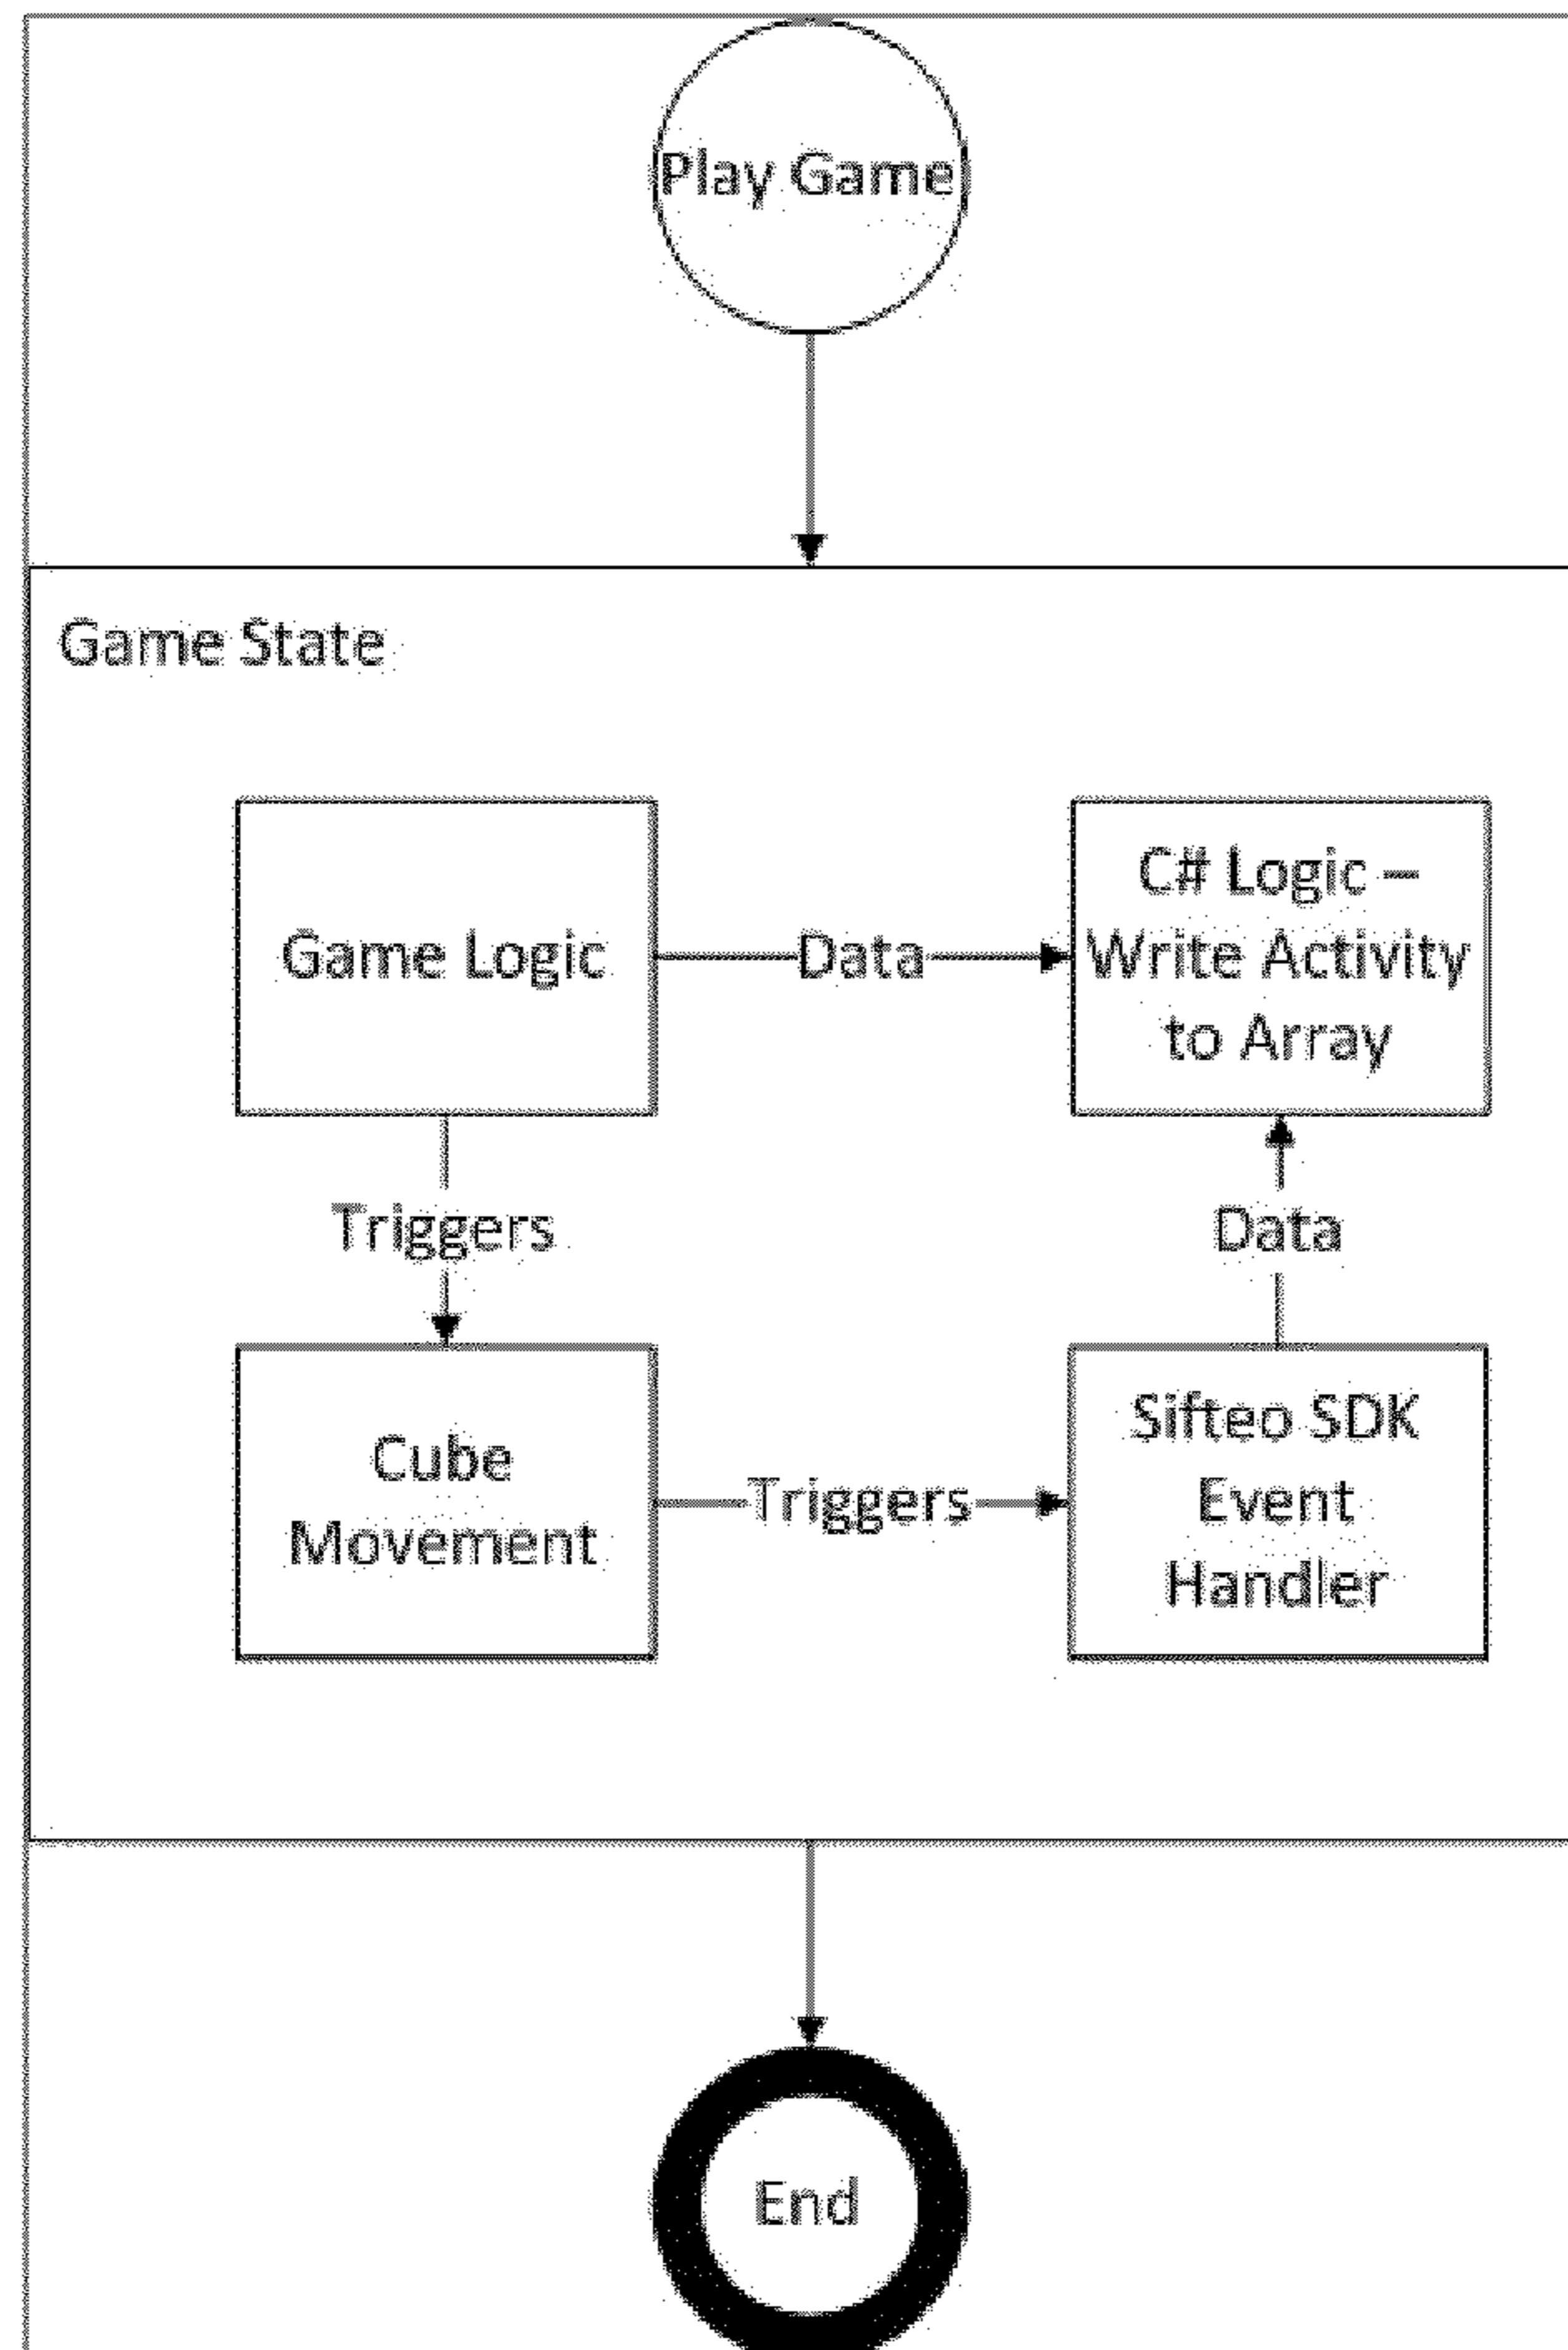 Play Game
Game State
Game Logic
Data
C# Logic –
Write Activity
to Array
Triggers
Data
Cube
Movement
Triggers
Sifteo SDK
Event
Handler
End